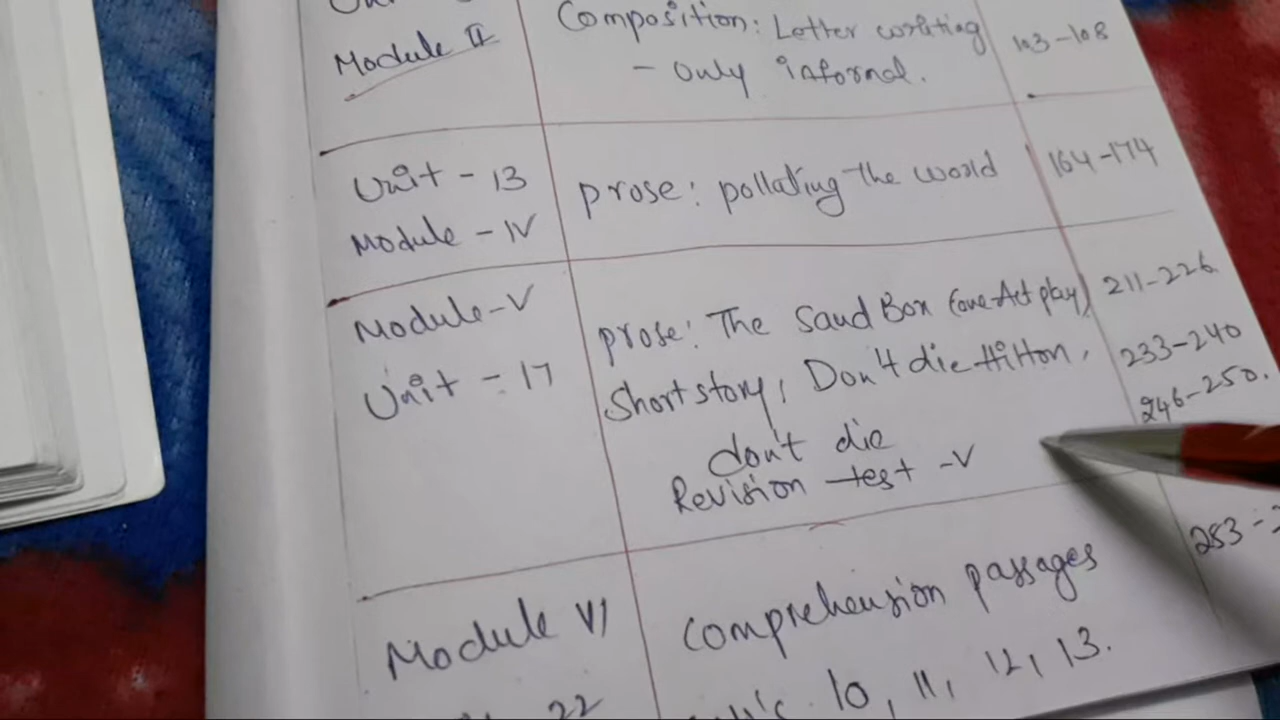 Module II
Composition: Letter writing
- only informal.
103-108
Unit - 13
Module - IV
prose: polluting the world
164-174
Module-V
Unit - 17
prose: The Sand Box (one Act play)
Short story, Don't die Hilton,
don't die
Revision test -V
211-226
233-240
246-250.
Module VI
22
Comprehension passages
10, 11, 12, 13.
283 -